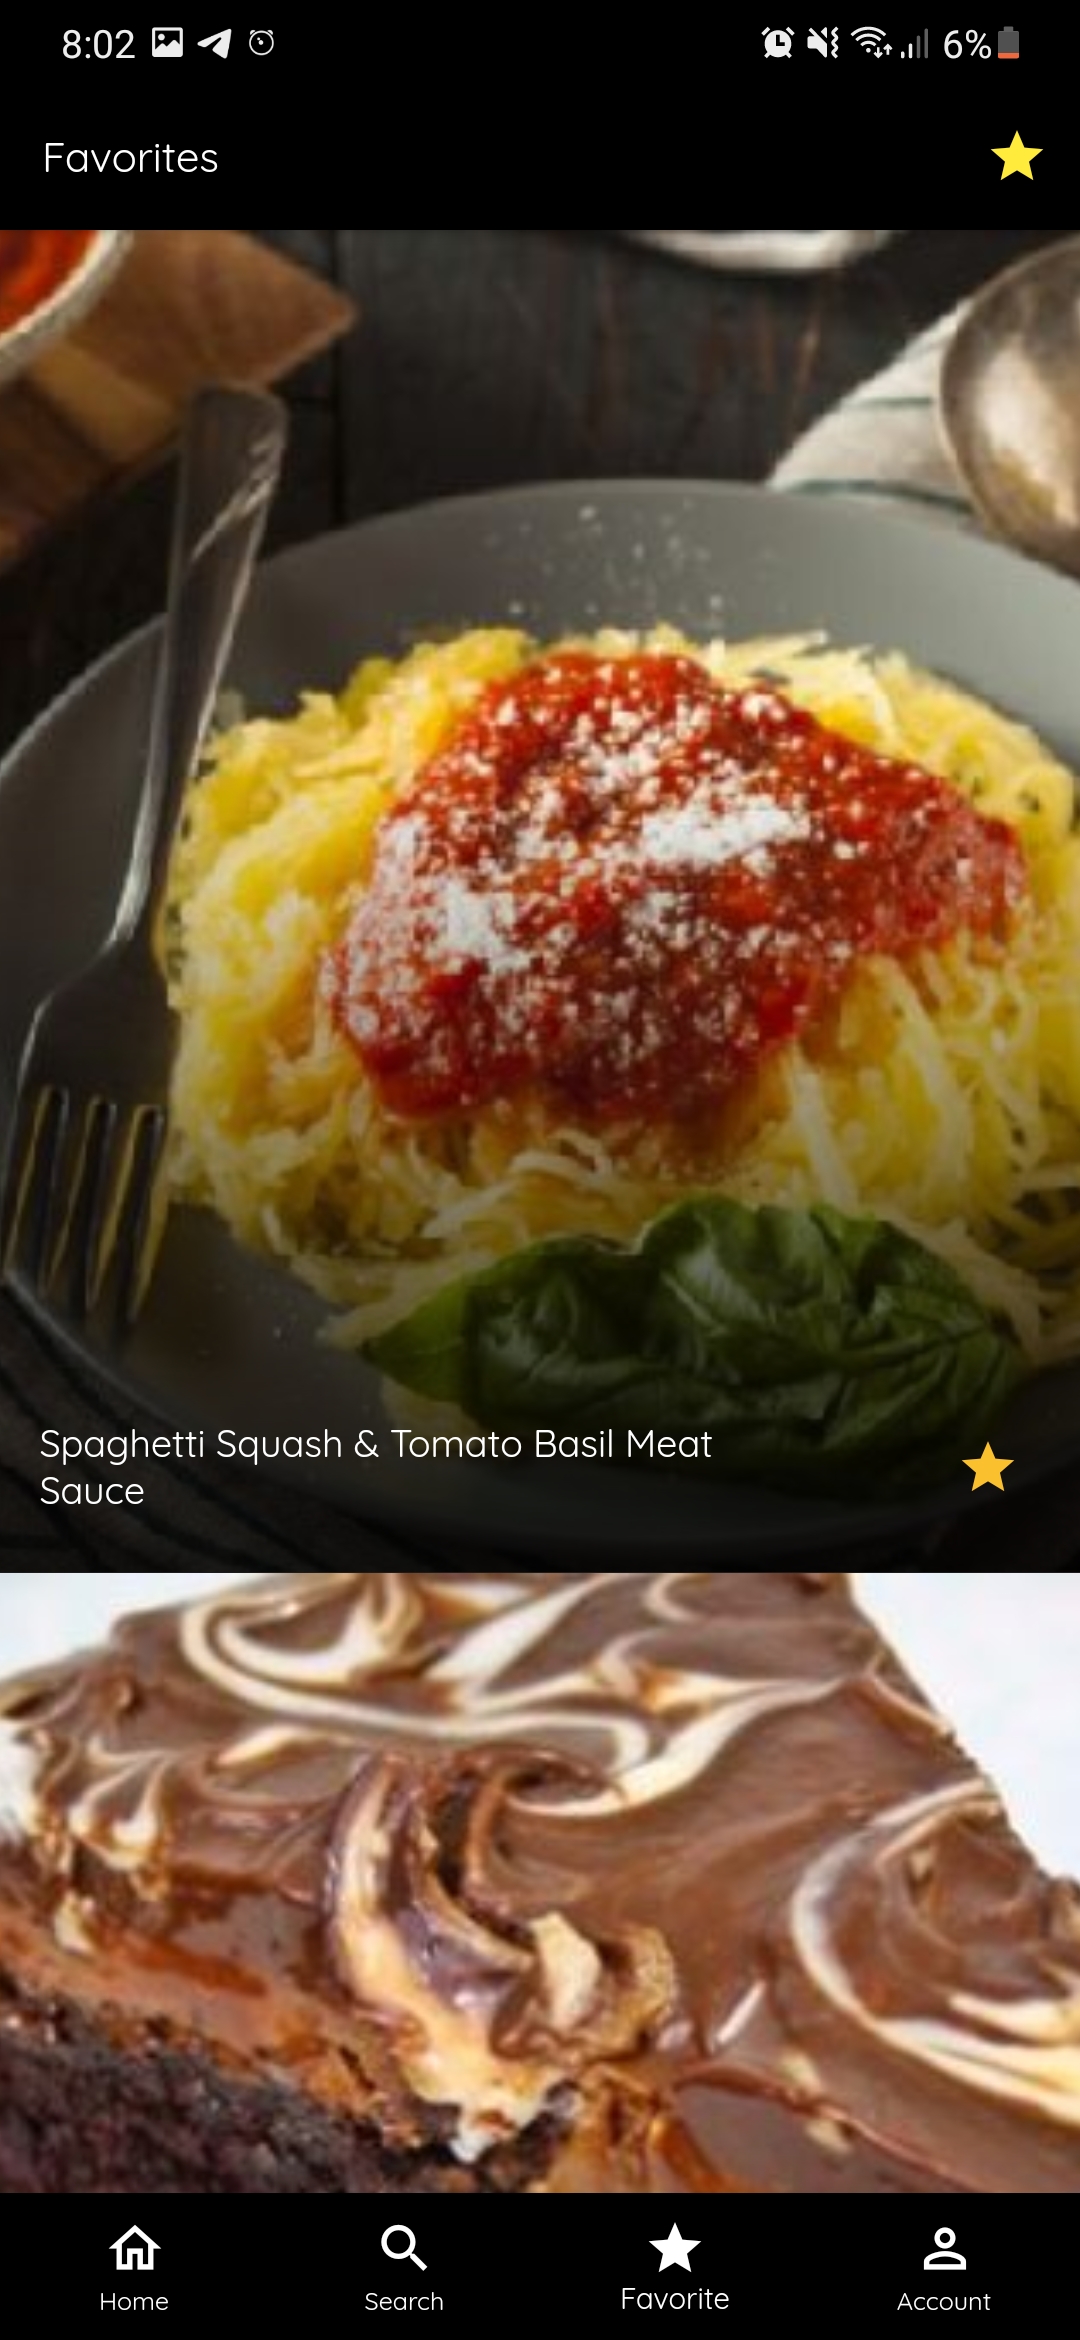 8:02
6%
Favorites
Spaghetti Squash & Tomato Basil Meat
Sauce
Home
Search
Favorite
Account